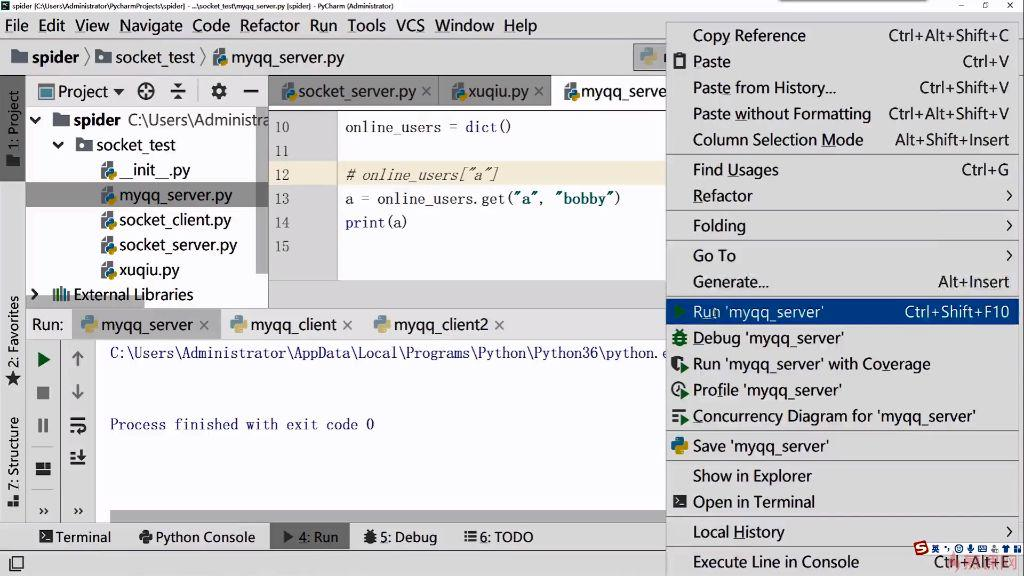 spider [C:\Users\Administrator\PycharmProjects\spider] - ...\socket_test\myqq_server.py [spider] - PyCharm (Administrator)
File Edit View Navigate Code Refactor Run Tools VCS Window Help
spider socket_test myqq_server.py
Project
socket_server.py xuqiu.py myqq_serve
1: Project
2: Favorites
7: Structure
spider C:\Users\Administra
socket_test
__init__.py
myqq_server.py
socket_client.py
socket_server.py
xuqiu.py
External Libraries
10 online_users = dict()
11
12 # online_users["a"]
13 a = online_users.get("a", "bobby")
14 print(a)
15
Run: myqq_server myqq_client myqq_client2
C:\Users\Administrator\AppData\Local\Programs\Python\Python36\python.e
Process finished with exit code 0
Terminal Python Console 4: Run 5: Debug 6: TODO
Copy Reference Ctrl+Alt+Shift+C
Paste Ctrl+V
Paste from History... Ctrl+Shift+V
Paste without Formatting Ctrl+Alt+Shift+V
Column Selection Mode Alt+Shift+Insert
Find Usages Ctrl+G
Refactor
Folding
Go To
Generate... Alt+Insert
Run 'myqq_server' Ctrl+Shift+F10
Debug 'myqq_server'
Run 'myqq_server' with Coverage
Profile 'myqq_server'
Concurrency Diagram for 'myqq_server'
Save 'myqq_server'
Show in Explorer
Open in Terminal
Local History
英
Execute Line in Console Ctrl+Alt+E